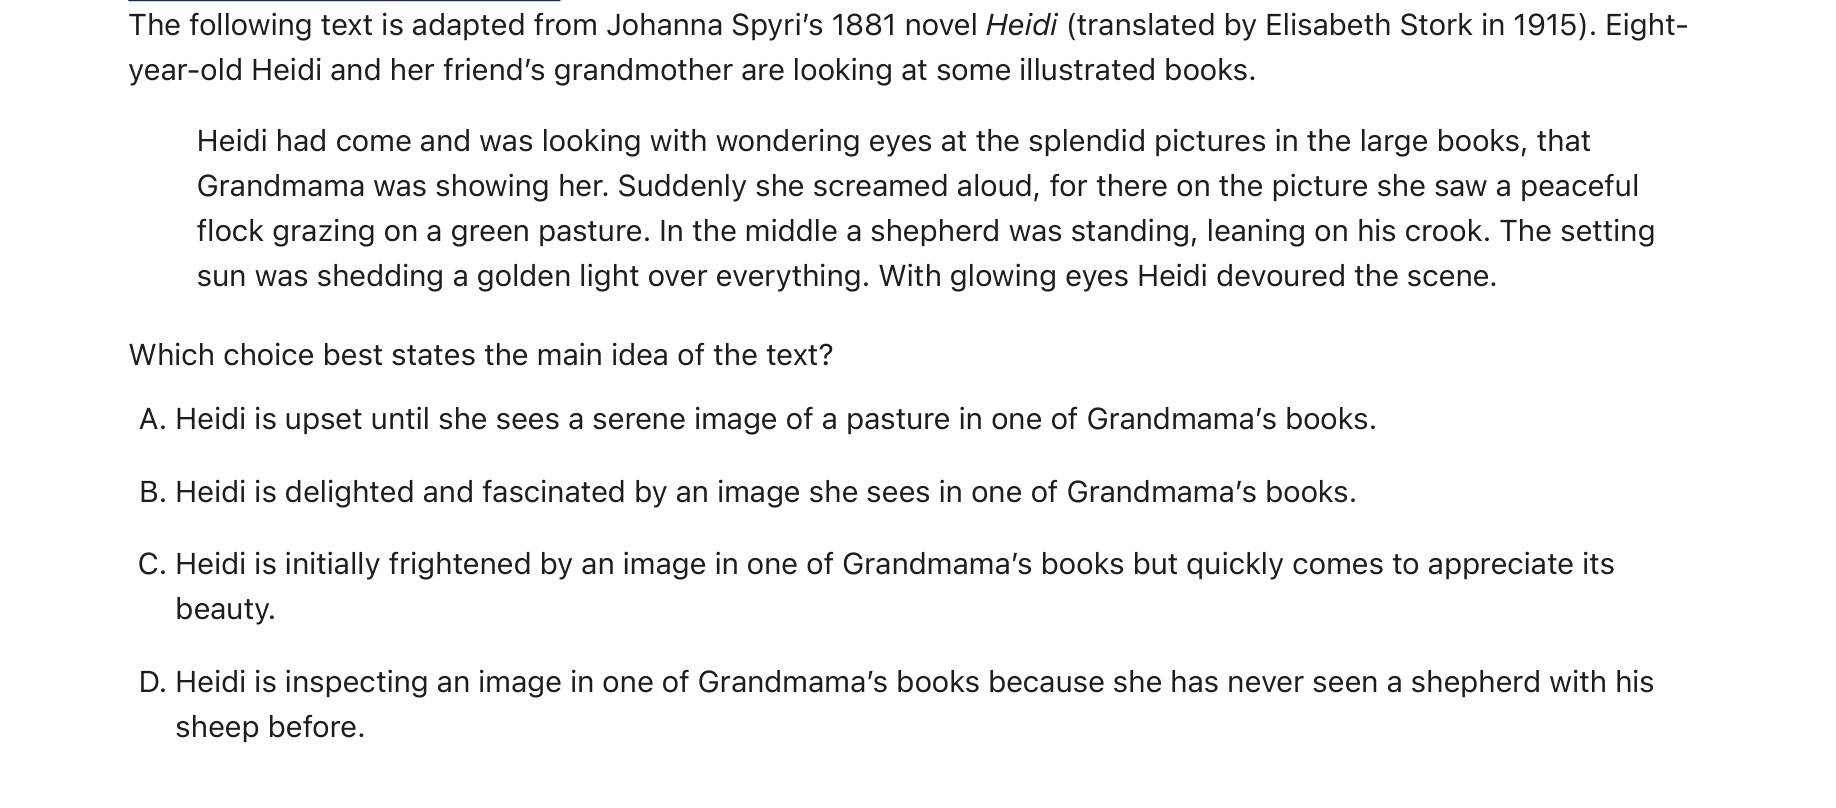 The following text is adapted from Johanna Spyri’s 1881 novel Heidi (translated by Elisabeth Stork in 1915). Eight-
year-old Heidi and her friend’s grandmother are looking at some illustrated books.
Heidi had come and was looking with wondering eyes at the splendid pictures in the large books, that
Grandmama was showing her. Suddenly she screamed aloud, for there on the picture she saw a peaceful
flock grazing on a green pasture. In the middle a shepherd was standing, leaning on his crook. The setting
sun was shedding a golden light over everything. With glowing eyes Heidi devoured the scene.
Which choice best states the main idea of the text?
A. Heidi is upset until she sees a serene image of a pasture in one of Grandmama’s books.
B. Heidi is delighted and fascinated by an image she sees in one of Grandmama’s books.
C. Heidi is initially frightened by an image in one of Grandmama’s books but quickly comes to appreciate its
beauty.
D. Heidi is inspecting an image in one of Grandmama’s books because she has never seen a shepherd with his
sheep before.